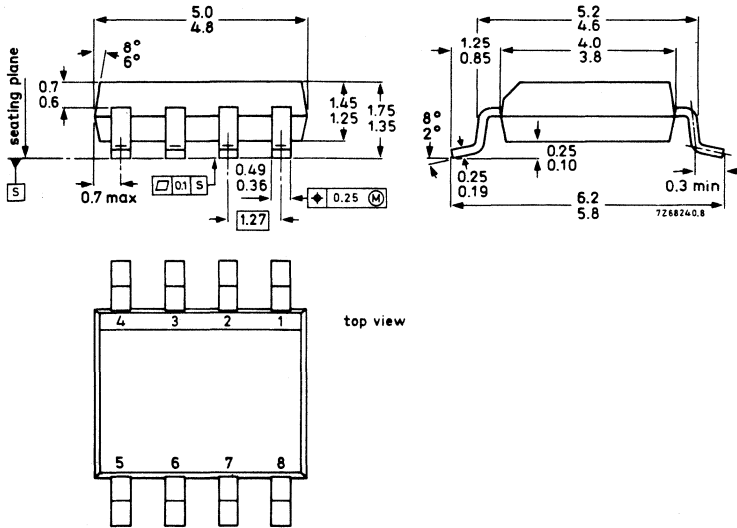 5.0
4.8
5.2
4.6
8°
6°
1.25
0.85
4.0
3.8
seating plane
0.7
0.6
1.45
1.25
1.75
1.35
8°
2°
S
0.7 max
▱ 0.1 S
0.49
0.36
⌖ 0.25 Ⓜ
1.27
0.25
0.10
0.25
0.19
0.3 min
6.2
5.8
7Z68240.8
4 3 2 1
top view
5 6 7 8